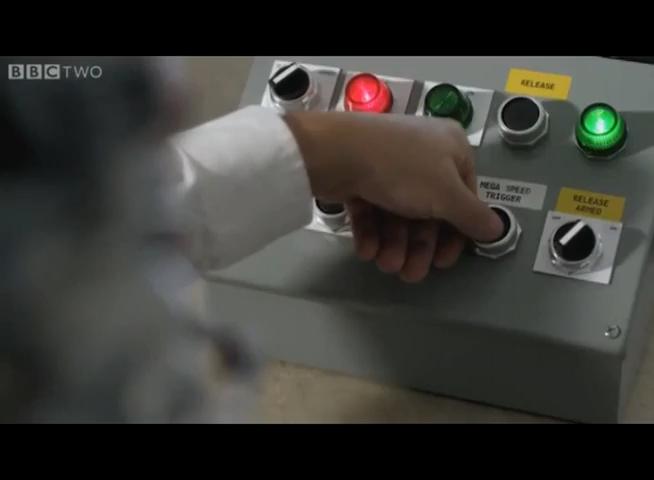 BBC TWO
RELEASE
MEGA SPEED
TRIGGER
RELEASE
ARMED